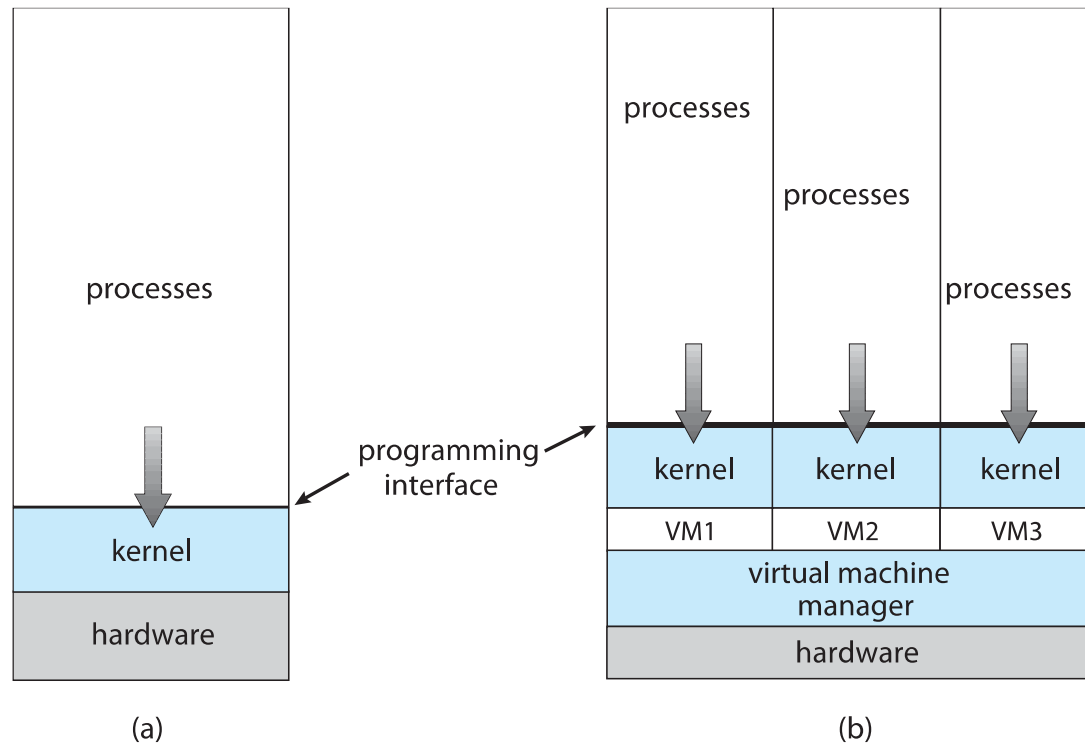 processes
kernel
hardware
(a)
programming
interface
processes
processes
processes
kernel
kernel
kernel
VM1
VM2
VM3
virtual machine
manager
hardware
(b)